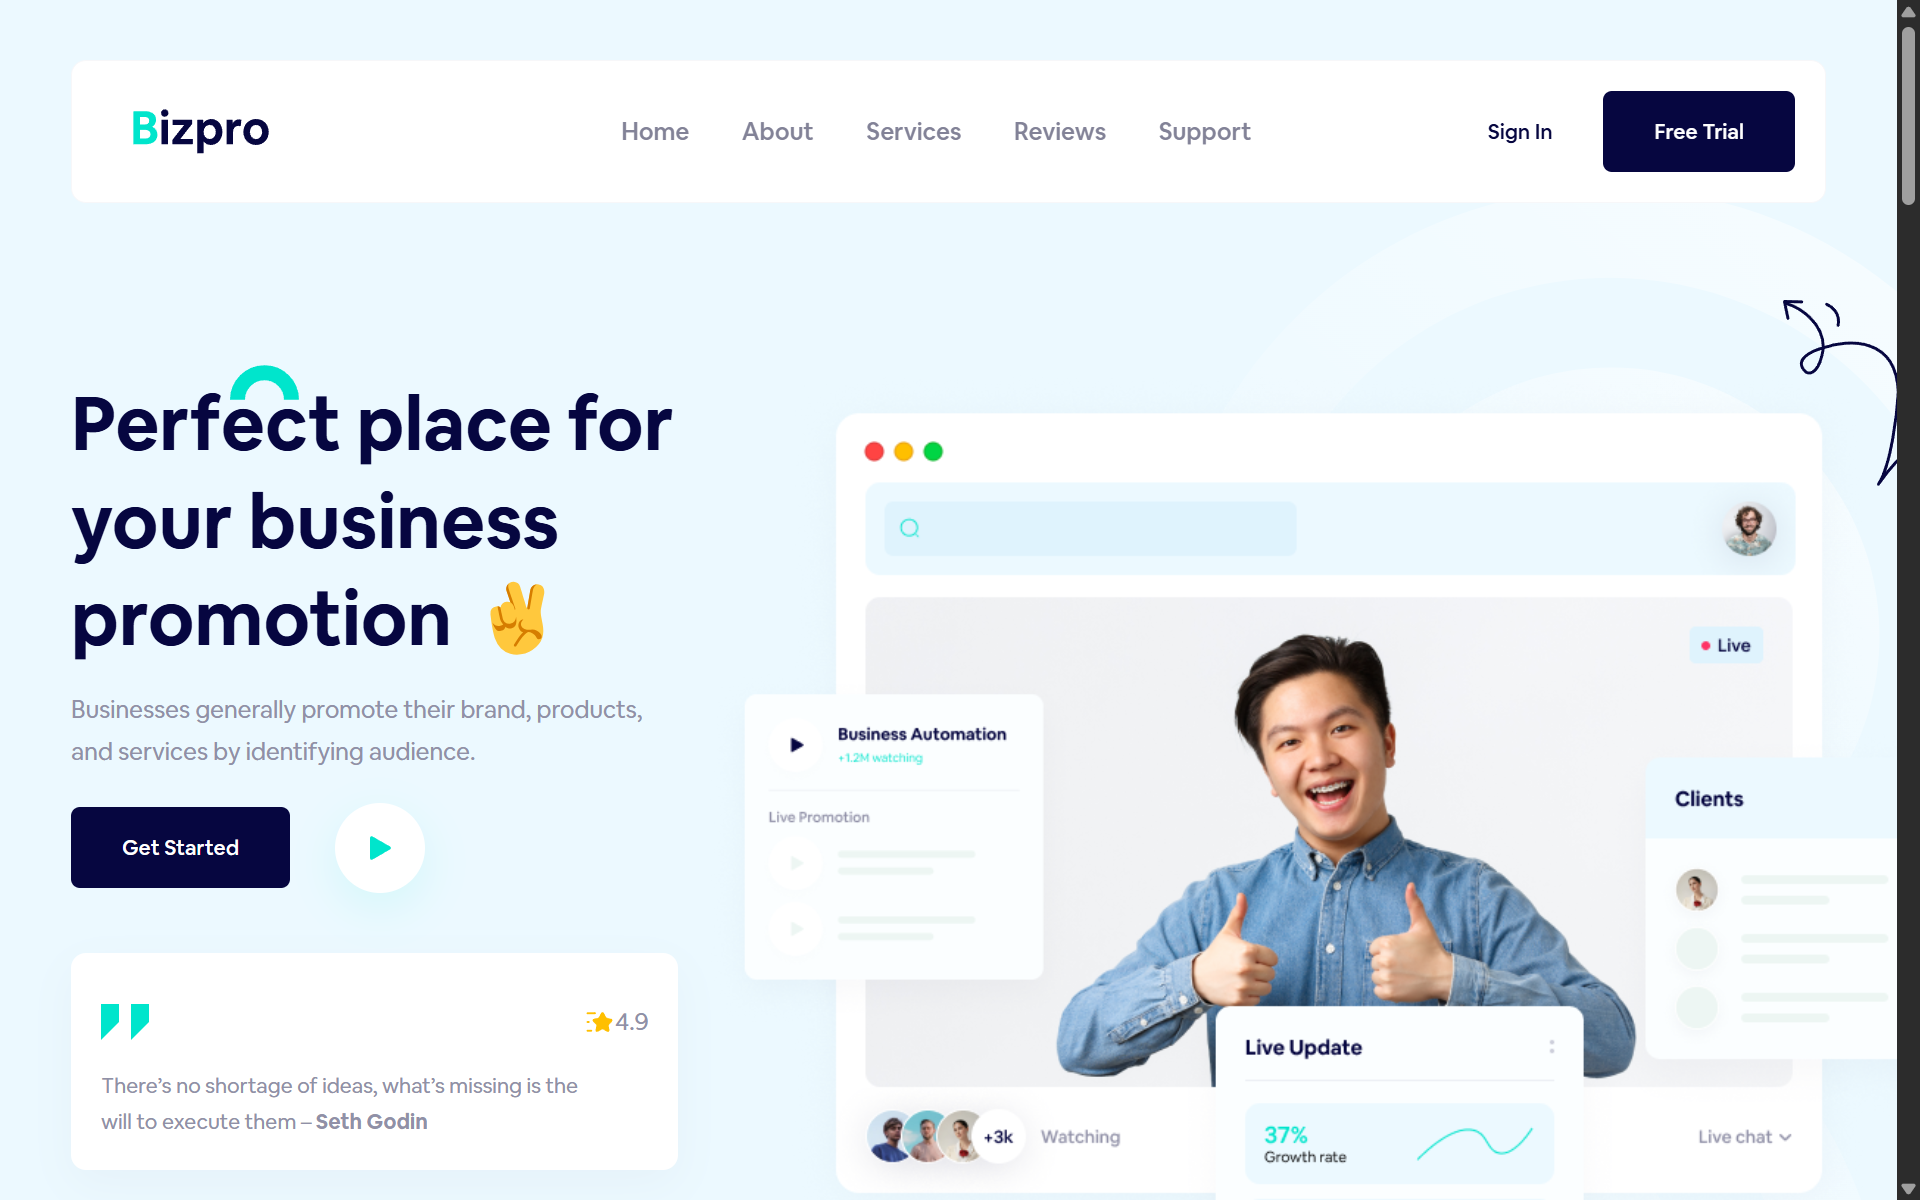 Bizpro
Home
About
Services
Reviews
Support
Sign In
Free Trial
Perfect place for
your business
promotion ✌
Businesses generally promote their brand, products,
and services by identifying audience.
Get Started
4.9
There’s no shortage of ideas, what’s missing is the
will to execute them – Seth Godin
Live
Business Automation
+1.2M watching
Live Promotion
Clients
Live Update
37%
Growth rate
+3k
Watching
Live chat